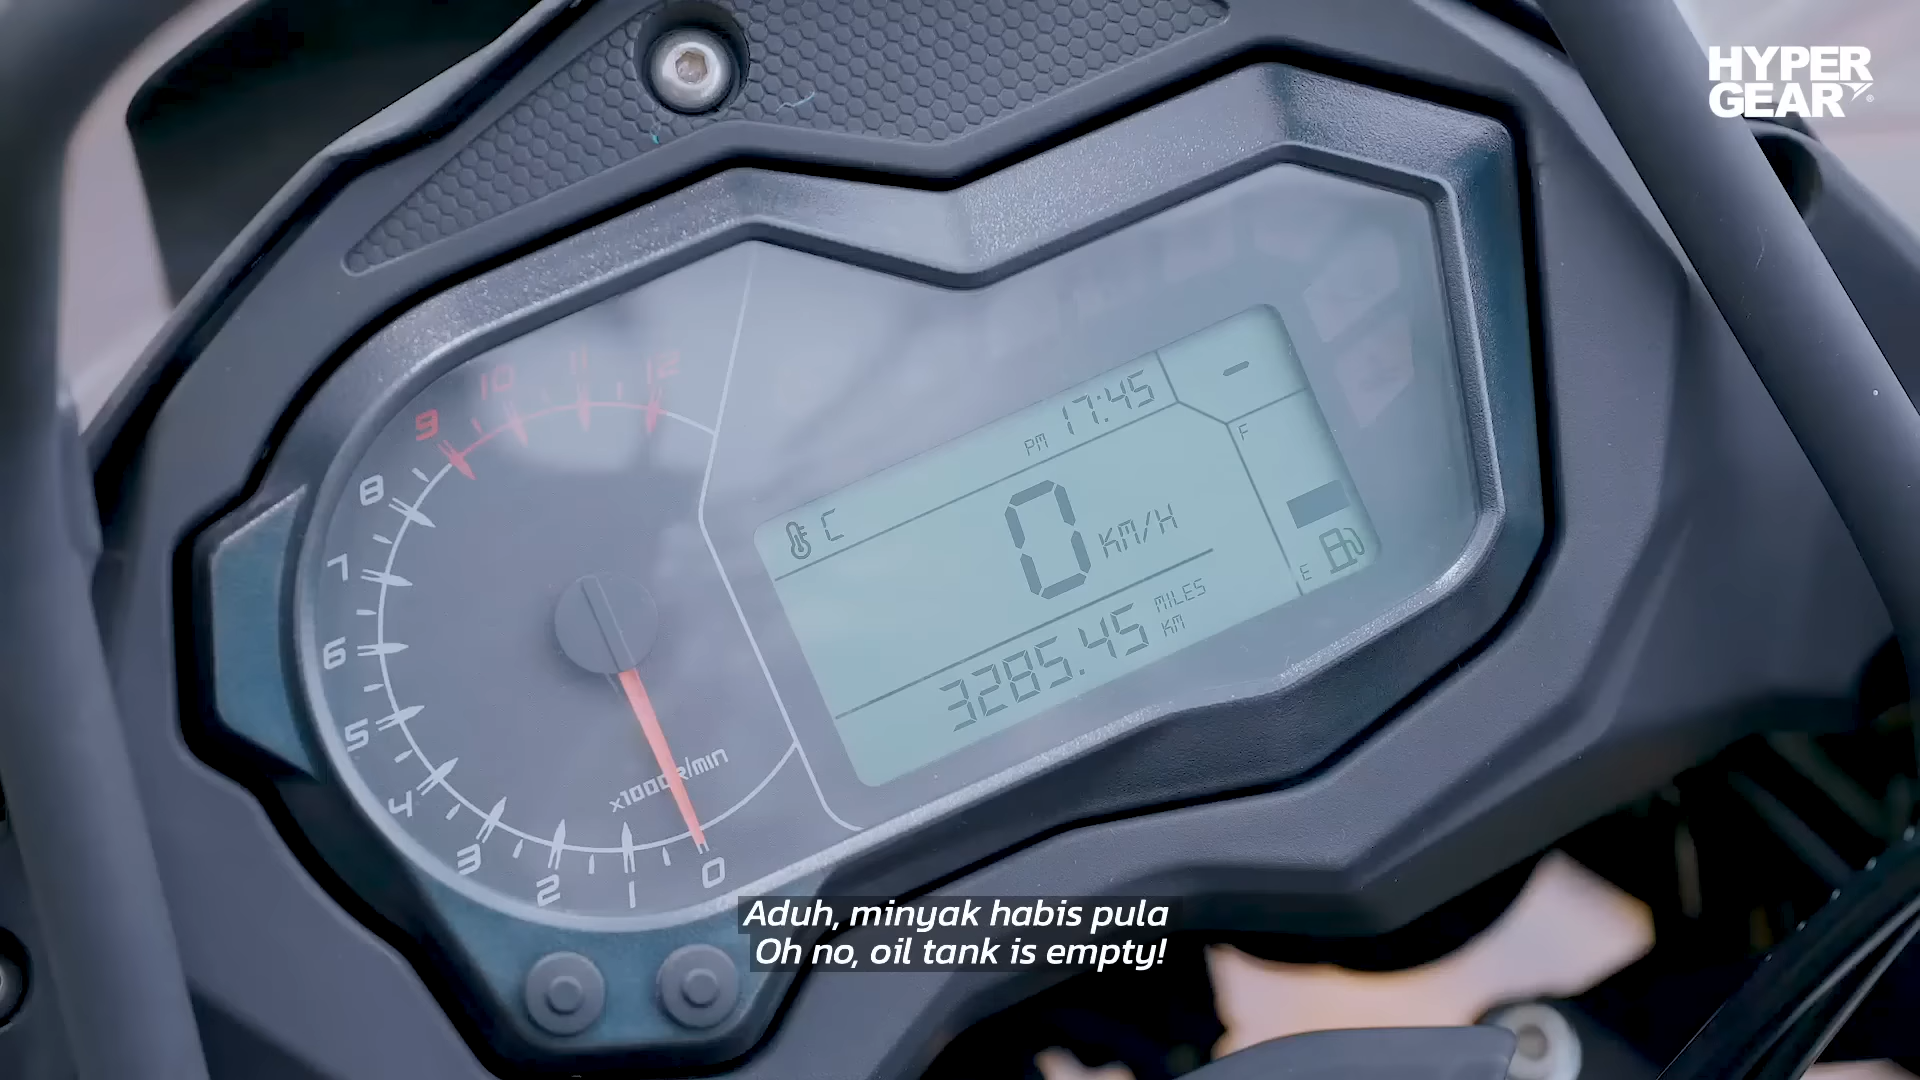 HYPER
GEAR
9
10
11
12
8
7
6
5
4
3
2
1
0
x1000r/min
PM 17:45
-
C
0 KM/H
F
E
MILES
3285.45 KM
Aduh, minyak habis pula
Oh no, oil tank is empty!